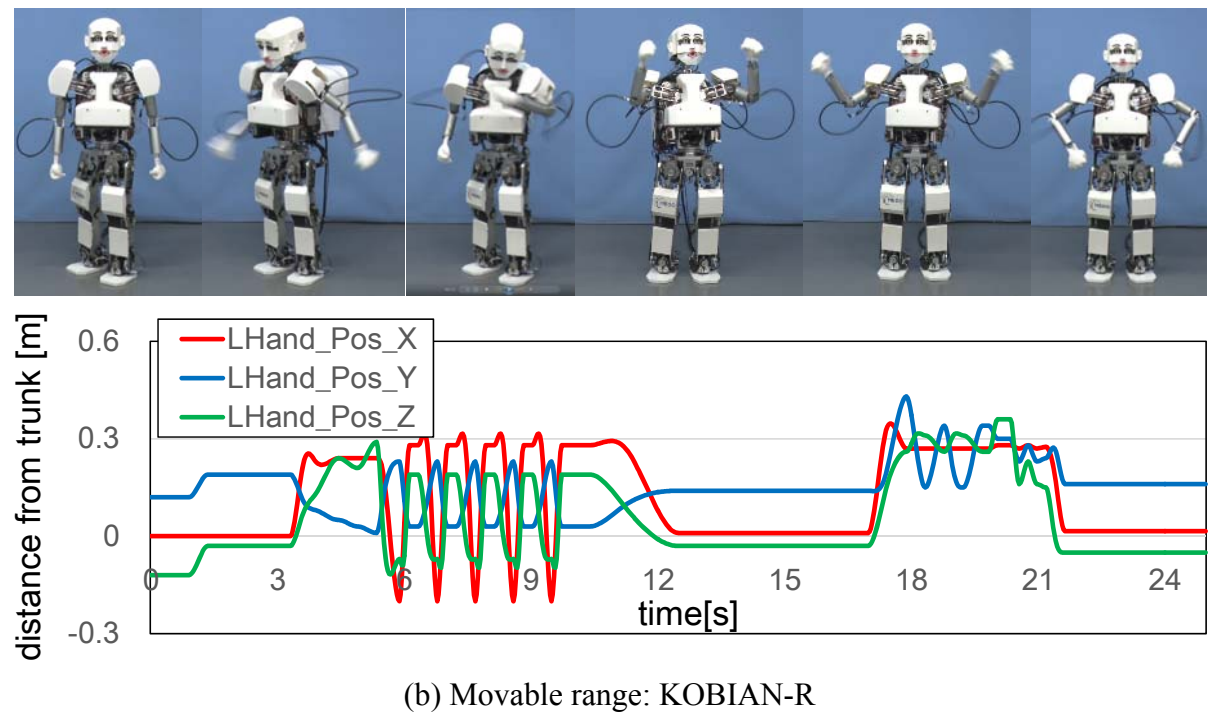 0.6
0.3
0
-0.3
distance from trunk [m]
LHand_Pos_X
LHand_Pos_Y
LHand_Pos_Z
0 3 6 9 12 15 18 21 24
time[s]
(b) Movable range: KOBIAN-R